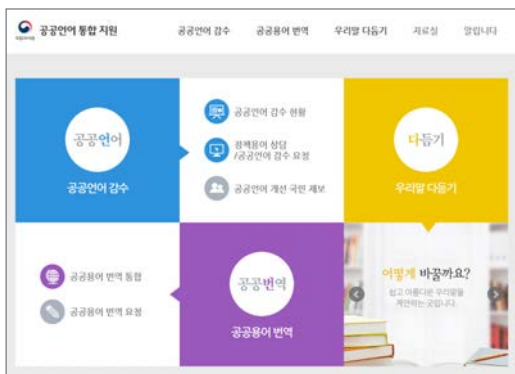 공공언어 통합 지원
공공언어 감수 공공용어 번역 우리말 다듬기 자료실 알립니다
공공언어
공공언어 감수
공공언어 감수 현황
정책용어 상담
/공공언어 감수 요청
공공언어 개선 국민 제보
다듬기
우리말 다듬기
공공용어 번역 통합
공공용어 번역 요청
공공번역
공공용어 번역
어떻게 바꿀까요?
쉽고 아름다운 우리말을
제안하는 곳입니다.